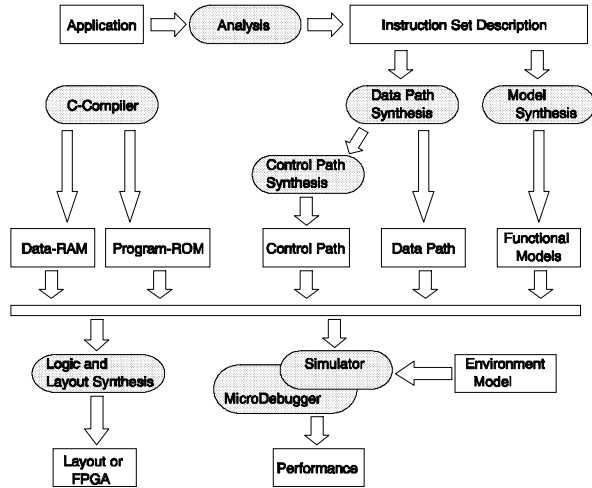 Application
Analysis
Instruction Set Description
C-Compiler
Data Path
Synthesis
Model
Synthesis
Control Path
Synthesis
Data-RAM
Program-ROM
Control Path
Data Path
Functional
Models
Logic and
Layout Synthesis
Simulator
MicroDebugger
Environment
Model
Layout or
FPGA
Performance